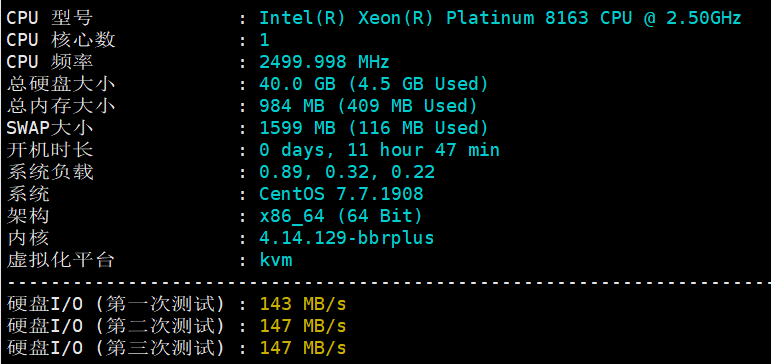 CPU 型号 : Intel(R) Xeon(R) Platinum 8163 CPU @ 2.50GHz
CPU 核心数 : 1
CPU 频率 : 2499.998 MHz
总硬盘大小 : 40.0 GB (4.5 GB Used)
总内存大小 : 984 MB (409 MB Used)
SWAP大小 : 1599 MB (116 MB Used)
开机时长 : 0 days, 11 hour 47 min
系统负载 : 0.89, 0.32, 0.22
系统 : CentOS 7.7.1908
架构 : x86_64 (64 Bit)
内核 : 4.14.129-bbrplus
虚拟化平台 : kvm
----------------------------------------------------------------------
硬盘I/O (第一次测试) : 143 MB/s
硬盘I/O (第二次测试) : 147 MB/s
硬盘I/O (第三次测试) : 147 MB/s